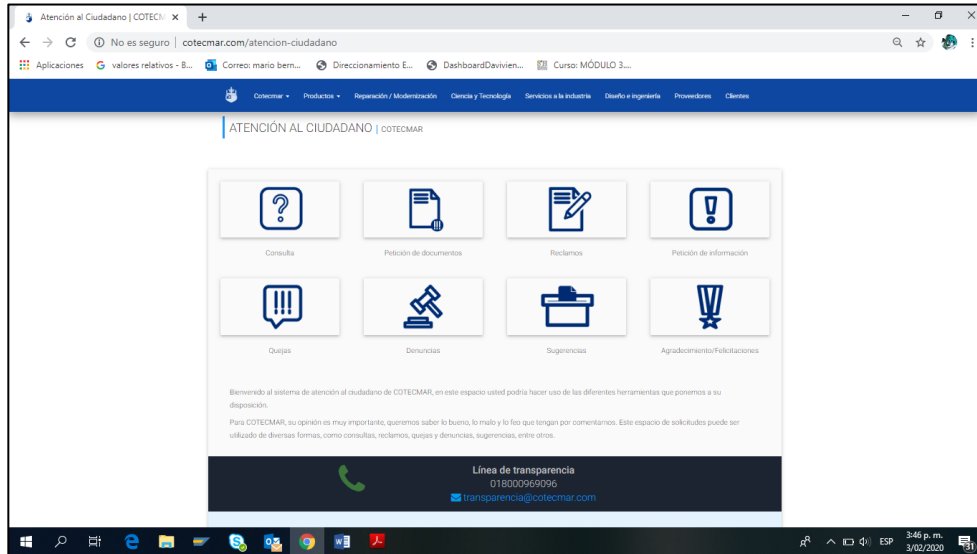 Atención al Ciudadano | COTECM
No es seguro | cotecmar.com/atencion-ciudadano
Aplicaciones valores relativos - B... Correo: mario bern... Direccionamiento E... DashboardDavivien... Curso: MÓDULO 3....
Cotecmar Productos Reparación / Modernización Ciencia y Tecnología Servicios a la industria Diseño e ingeniería Proveedores Clientes
ATENCIÓN AL CIUDADANO | COTECMAR
Consulta Petición de documentos Reclamos Petición de información
Quejas Denuncias Sugerencias Agradecimiento/Felicitaciones
Bienvenido al sistema de atención al ciudadano de COTECMAR, en este espacio usted podría hacer uso de las diferentes herramientas que ponemos a su
disposición.
Para COTECMAR, su opinión es muy importante, queremos saber lo bueno, lo malo y lo feo que tengan por comentarnos. Este espacio de solicitudes puede ser
utilizado de diversas formas, como consultas, reclamos, quejas y denuncias, sugerencias, entre otros.
Línea de transparencia
018000969096
transparencia@cotecmar.com
ESP 3:46 p. m.
3/02/2020 31